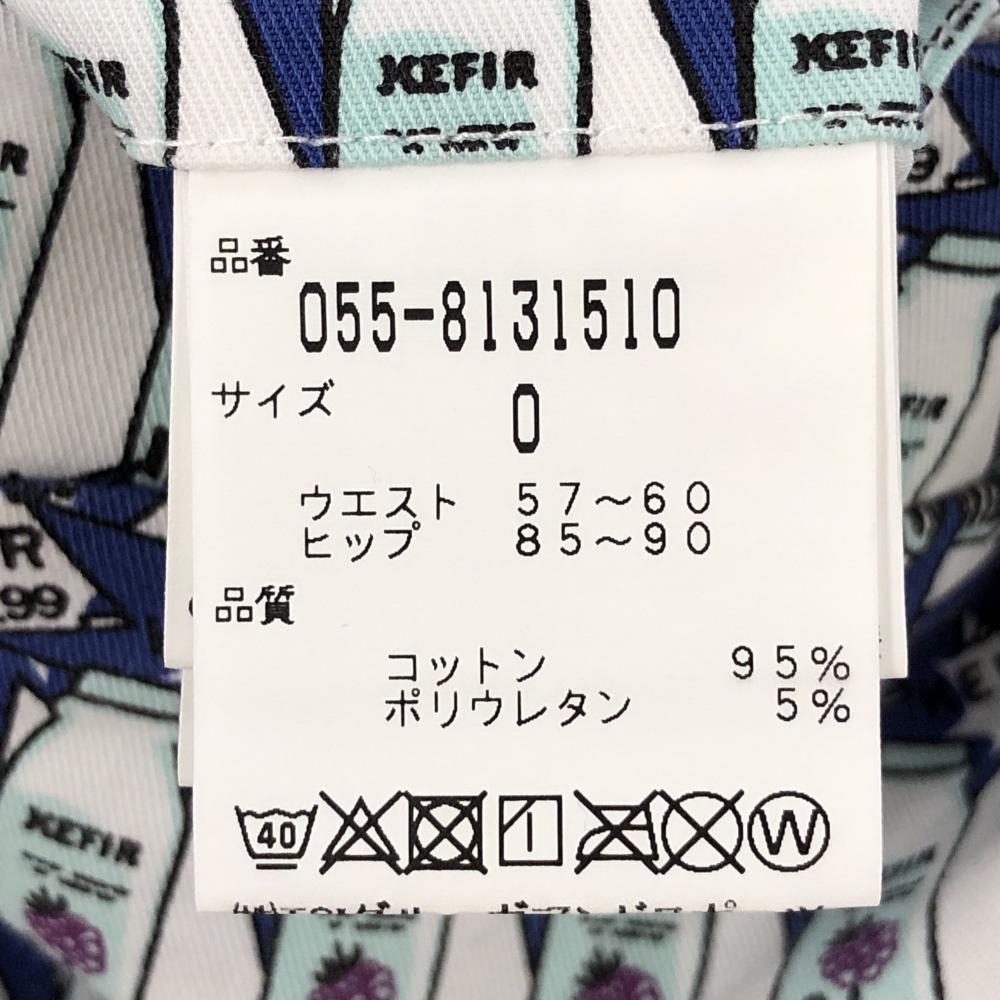 KEFIR
KEFIR
品番
055-8131510
サイズ
0
ウエスト 57～60
ヒップ 85～90
品質
コットン 95%
ポリウレタン 5%
40
W
R
.99
KEFIR